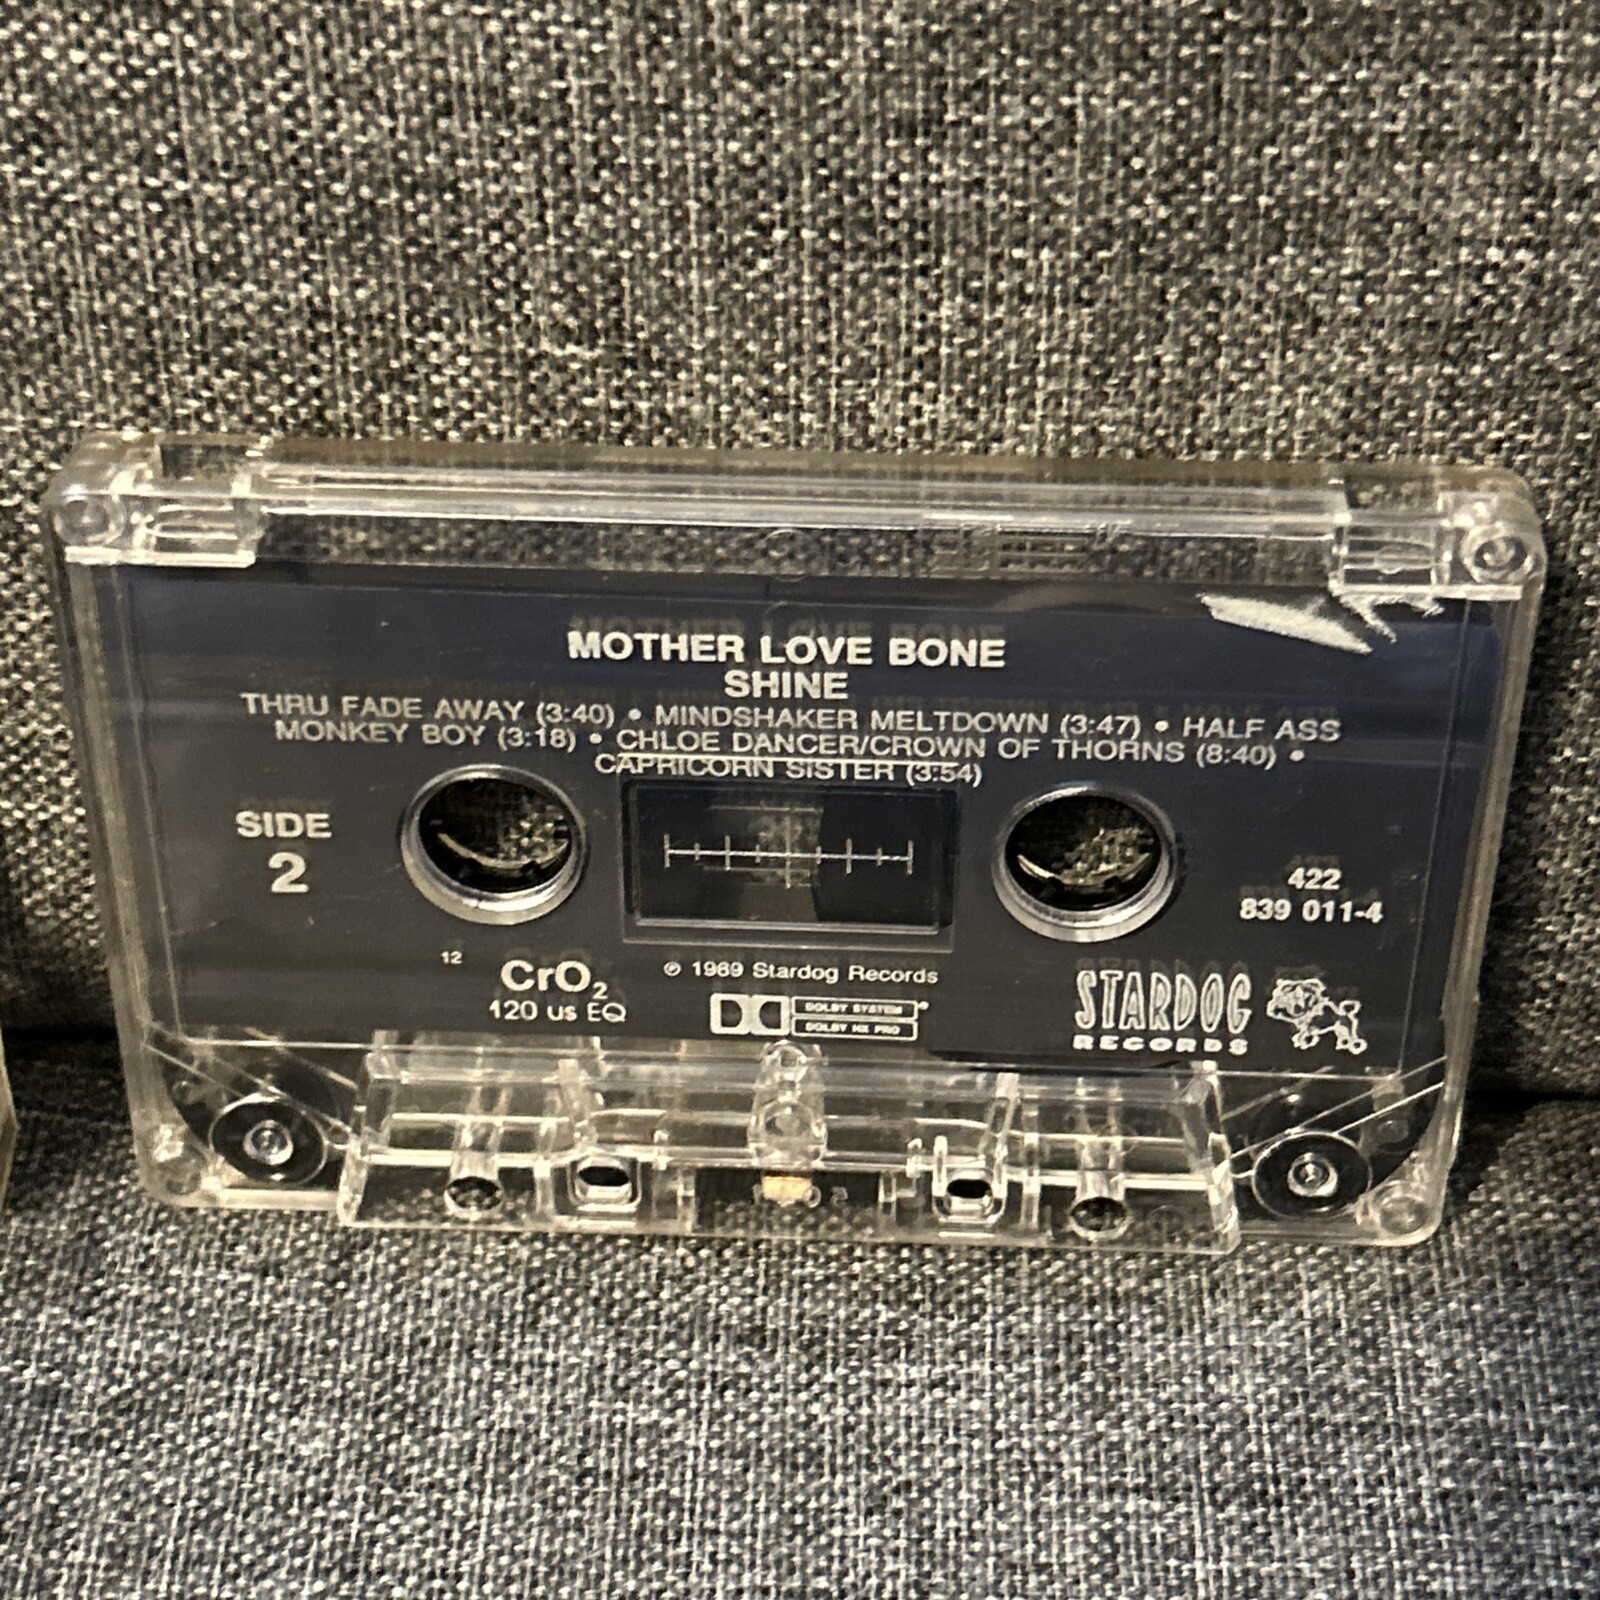 MOTHER LOVE BONE
SHINE
THRU FADE AWAY (3:40) • MINDSHAKER MELTDOWN (3:47) • HALF ASS
MONKEY BOY (3:18) • CHLOE DANCER/CROWN OF THORNS (8:40) •
CAPRICORN SISTER (3:54)
SIDE
2
422
839 011-4
12
CrO₂
120 us EQ
℗ 1989 Stardog Records
DOLBY SYSTEM®
DOLBY HX PRO
STARDOG
RECORDS